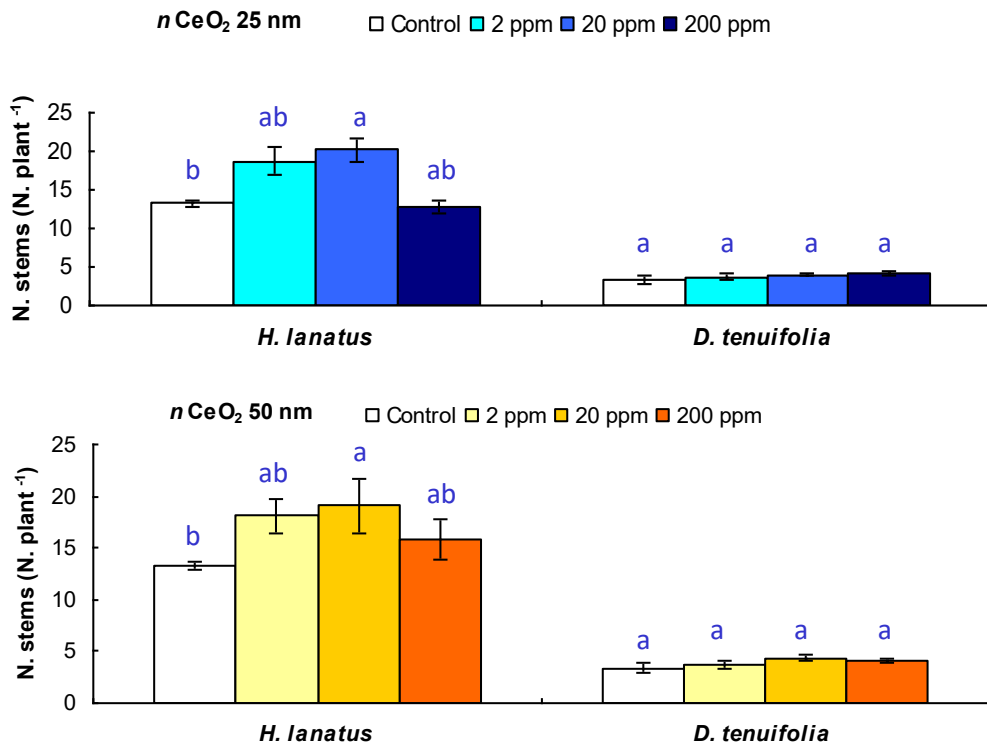 n CeO₂ 25 nm Control 2 ppm 20 ppm 200 ppm
N. stems (N. plant ⁻¹)
25
20
15
10
5
0
b ab a ab a a a a
H. lanatus D. tenuifolia
n CeO₂ 50 nm Control 2 ppm 20 ppm 200 ppm
N. stems (N. plant ⁻¹)
25
20
15
10
5
0
b ab a ab a a a a
H. lanatus D. tenuifolia